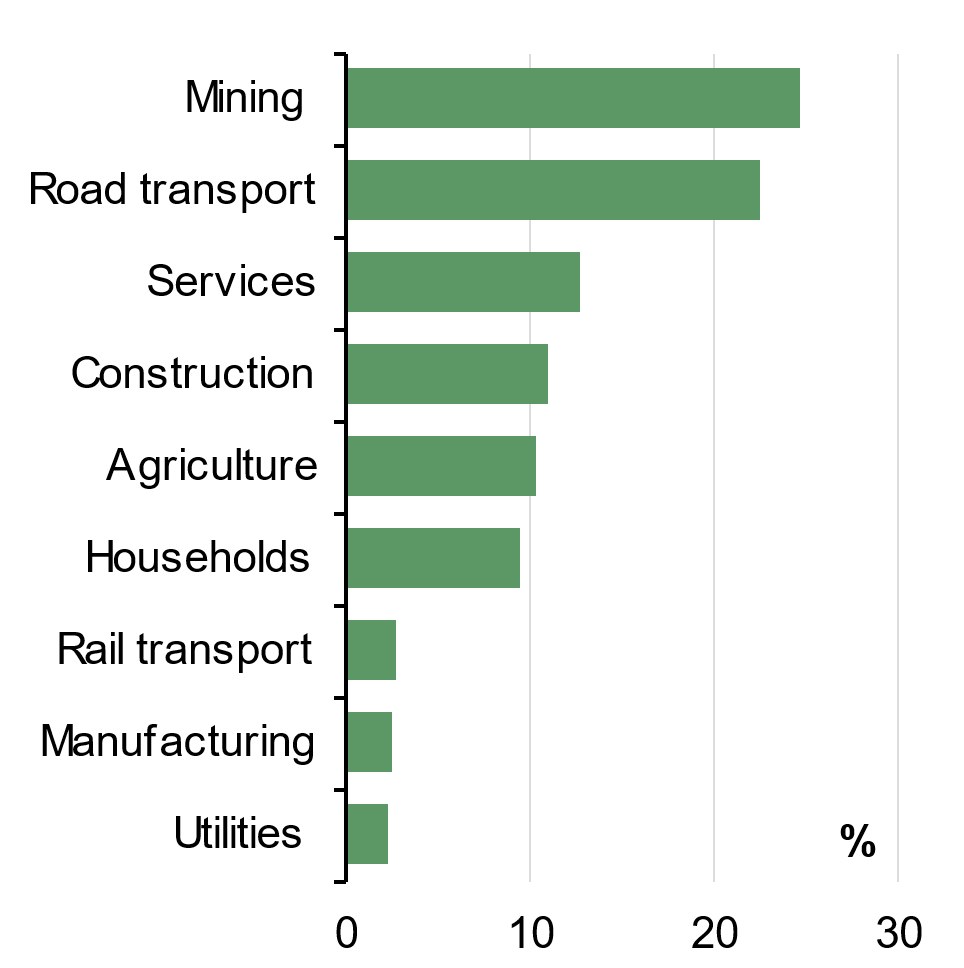 Mining
Road transport
Services
Construction
Agriculture
Households
Rail transport
Manufacturing
Utilities
%
0 10 20 30